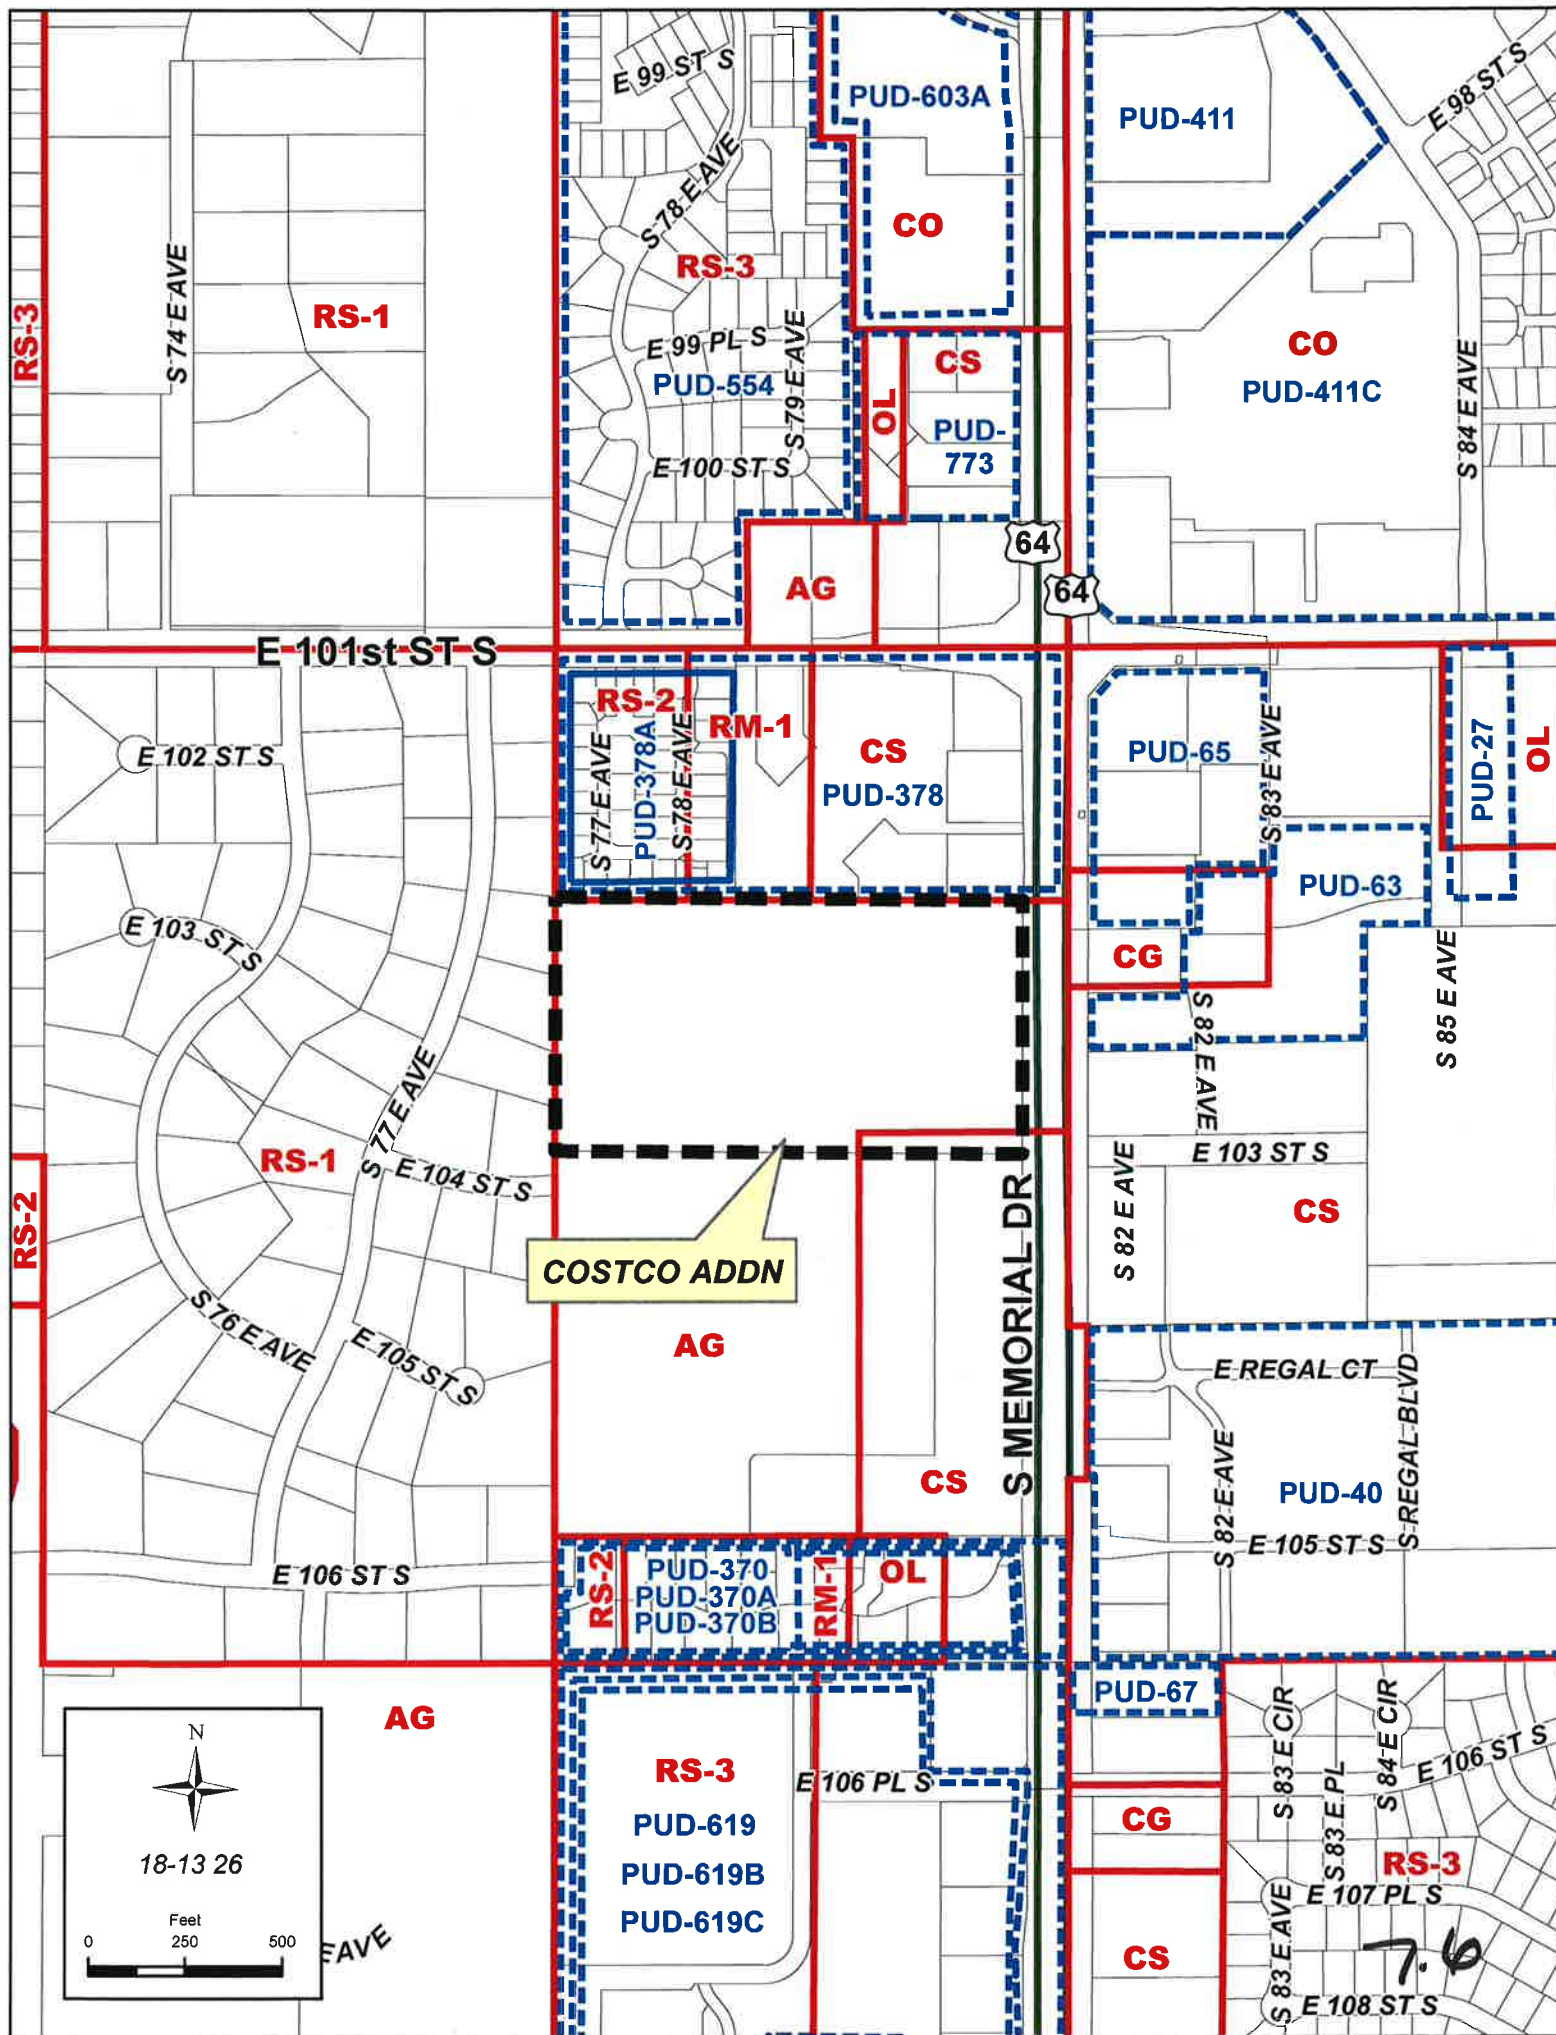 E 99 ST S
PUD-603A
PUD-411
E 98 ST S
S 78 E AVE
CO
RS-3
S 74 E AVE
RS-1
RS-3
E 99 PL S
S 79 E AVE
PUD-554
CS
OL
PUD-
773
CO
PUD-411C
S 84 E AVE
E 100 ST S
64
64
AG
E 101st ST S
RS-2
RM-1
S 77 E AVE
PUD-378A
S 78 E AVE
CS
PUD-378
PUD-65
S 83 E AVE
PUD-27
OL
E 102 ST S
PUD-63
E 103 ST S
CG
S 82 E AVE
S 85 E AVE
S 77 E AVE
RS-1
E 104 ST S
E 103 ST S
S 82 E AVE
CS
RS-2
COSTCO ADDN
S MEMORIAL DR
S 76 E AVE
E 105 ST S
AG
E REGAL CT
S REGAL BLVD
CS
PUD-40
S 82 E AVE
E 105 ST S
E 106 ST S
RS-2
PUD-370
PUD-370A
PUD-370B
RM-1
OL
PUD-67
AG
S 83 E CIR
S 84 E CIR
E 106 ST S
N
18-13 26
Feet
0 250 500
E AVE
RS-3
PUD-619
PUD-619B
PUD-619C
E 106 PL S
CG
S 83 E PL
RS-3
E 107 PL S
CS
S 83 E AVE
7.6
E 108 ST S